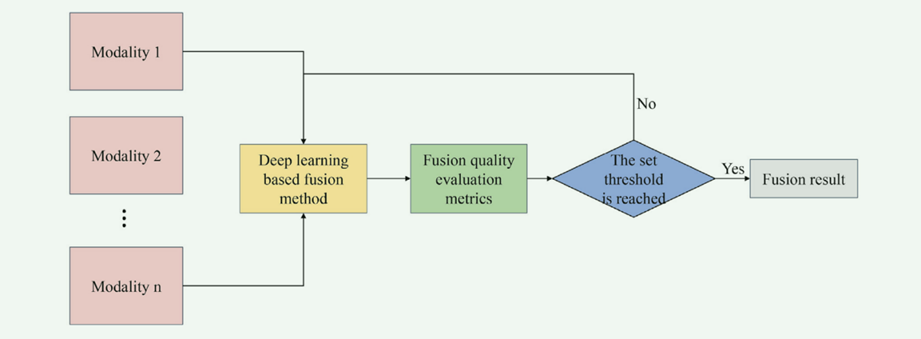 Modality 1
Modality 2
⋮
Modality n
Deep learning
based fusion
method
Fusion quality
evaluation
metrics
The set
threshold
is reached
No
Yes
Fusion result